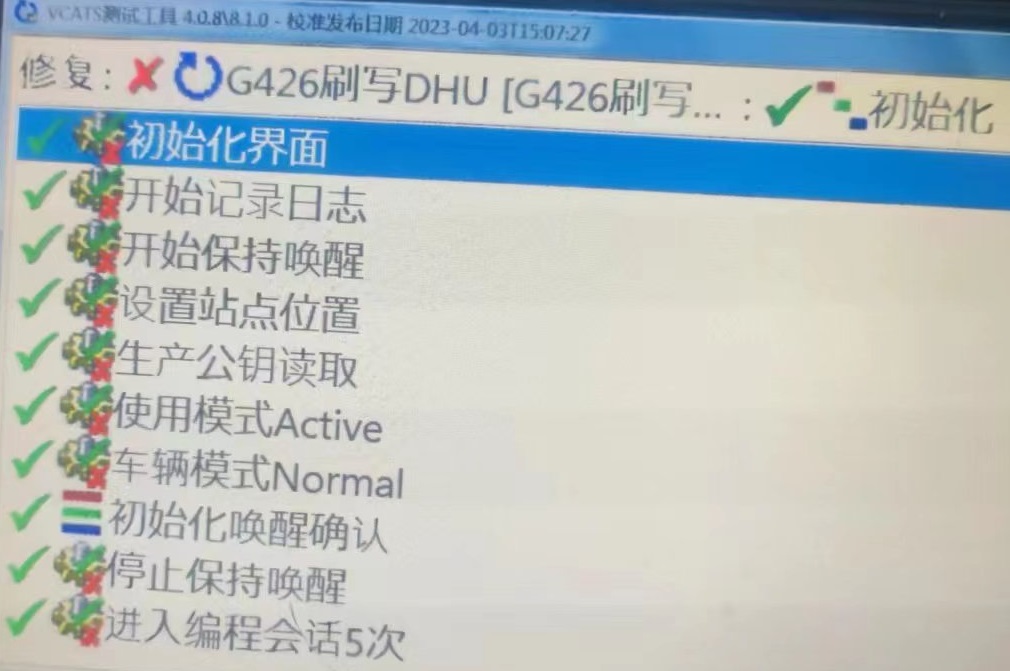 VCATS测试工具 4.0.8\8.1.0 - 校准发布日期 2023-04-03T15:07:27
修复: G426刷写DHU [G426刷写... : 初始化
初始化界面
开始记录日志
开始保持唤醒
设置站点位置
生产公钥读取
使用模式Active
车辆模式Normal
初始化唤醒确认
停止保持唤醒
进入编程会话5次